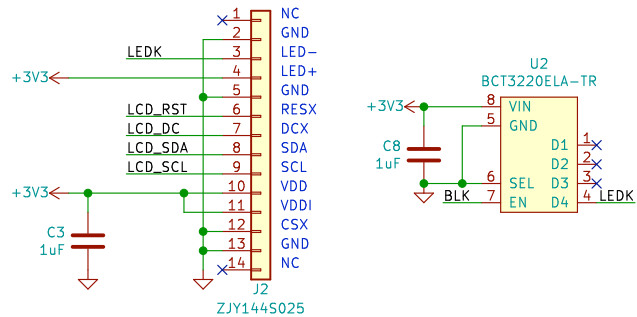 1 NC
2 GND
LEDK 3 LED-
+3V3 4 LED+
5 GND
LCD_RST 6 RESX
LCD_DC 7 DCX
LCD_SDA 8 SDA
LCD_SCL 9 SCL
+3V3 10 VDD
11 VDDI
12 CSX
13 GND
14 NC
C3
1uF
J2
ZJY144S025
U2
BCT3220ELA-TR
+3V3 8 VIN
5 GND
C8
1uF
D1 1
D2 2
6 SEL D3 3
BLK 7 EN D4 4 LEDK